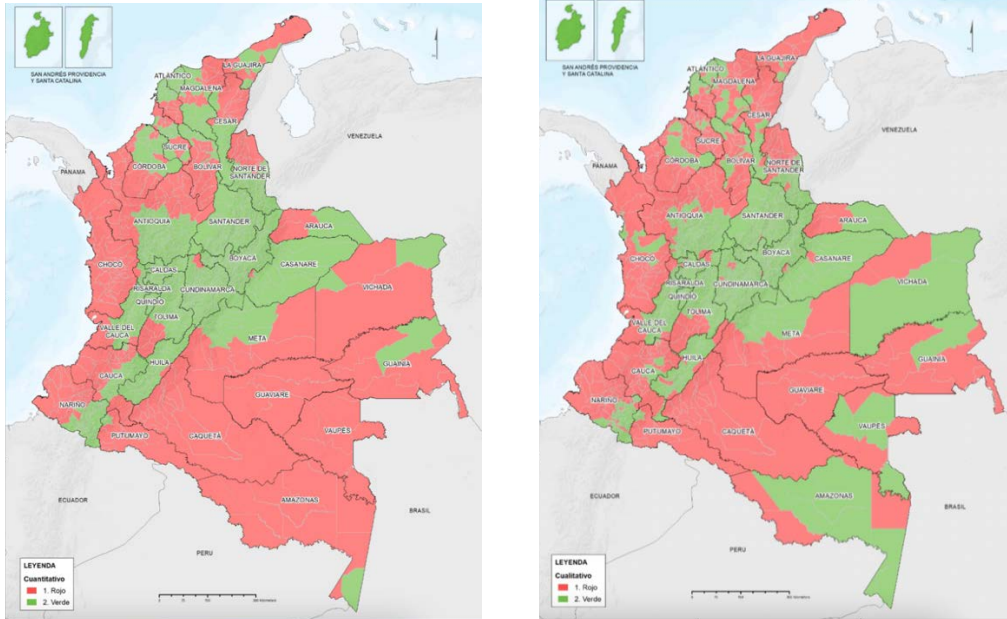 SAN ANDRÉS PROVIDENCIA
Y SANTA CATALINA
LA GUAJIRA
ATLÁNTICO
MAGDALENA
CESAR
VENEZUELA
SUCRE
PANAMÁ
CÓRDOBA
BOLÍVAR
NORTE DE
SANTANDER
ANTIOQUIA
SANTANDER
ARAUCA
CHOCÓ
BOYACÁ
CASANARE
CALDAS
RISARALDA
CUNDINAMARCA
VICHADA
QUINDIO
TOLIMA
VALLE DEL
CAUCA
META
GUAINÍA
HUILA
CAUCA
GUAVIARE
NARIÑO
VAUPÉS
PUTUMAYO
CAQUETÁ
AMAZONAS
ECUADOR
BRASIL
PERU
LEYENDA
Cuantitativo
1. Rojo
2. Verde
SAN ANDRÉS PROVIDENCIA
Y SANTA CATALINA
LA GUAJIRA
ATLÁNTICO
MAGDALENA
CESAR
VENEZUELA
SUCRE
PANAMÁ
CÓRDOBA
BOLÍVAR
NORTE DE
SANTANDER
ANTIOQUIA
SANTANDER
ARAUCA
CHOCÓ
BOYACÁ
CASANARE
CALDAS
RISARALDA
CUNDINAMARCA
VICHADA
QUINDIO
TOLIMA
VALLE DEL
CAUCA
META
GUAINÍA
HUILA
CAUCA
GUAVIARE
NARIÑO
VAUPÉS
PUTUMAYO
CAQUETÁ
AMAZONAS
ECUADOR
BRASIL
PERU
LEYENDA
Cualitativo
1. Rojo
2. Verde